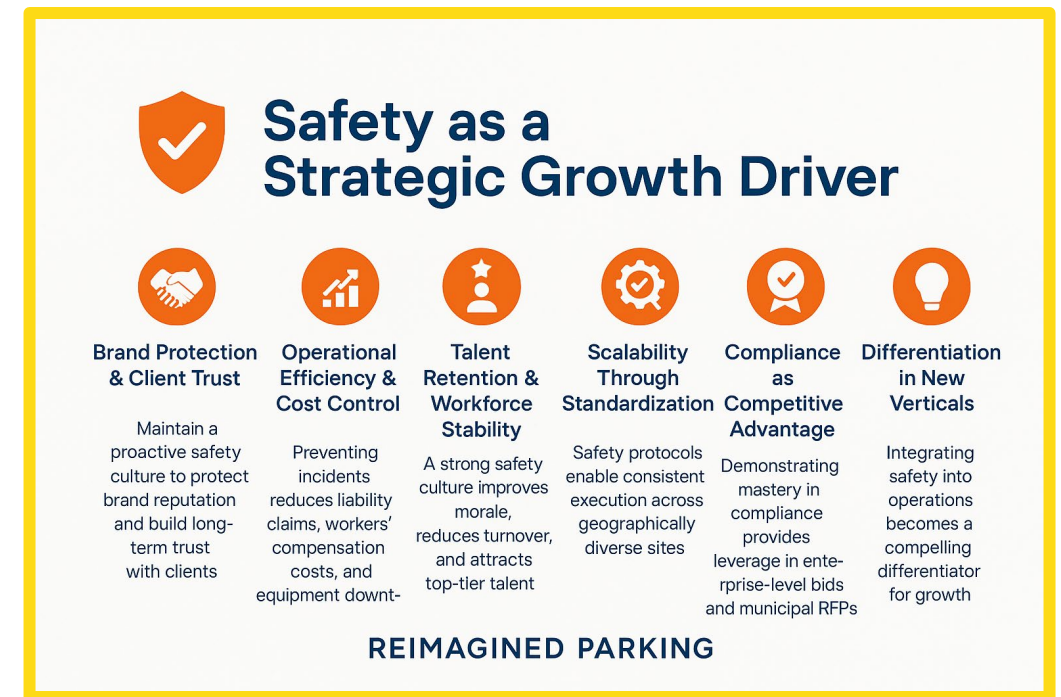 Safety as a
Strategic Growth Driver
Brand Protection
& Client Trust
Maintain a
proactive safety
culture to protect
brand reputation
and build long-
term trust
with clients
Operational
Efficiency &
Cost Control
Preventing
incidents
reduces liability
claims, workers’
compensation
costs, and
equipment downt-
Talent
Retention &
Workforce
Stability
A strong safety
culture improves
morale,
reduces turnover,
and attracts
top-tler talent
Scalability
Through
Standardization
Safety protocols
enable consistent
execution across
geographically
diverse sites
Compliance
as
Competitive
Advantage
Demonstrating
mastery in
compliance
provides
leverage in ente-
rprise-level bids
and municipal RFPs
Differentiation
in New
Verticals
Integrating
safety into
operations
becomes a
compelling
differentiator
for growth
REIMAGINED PARKING